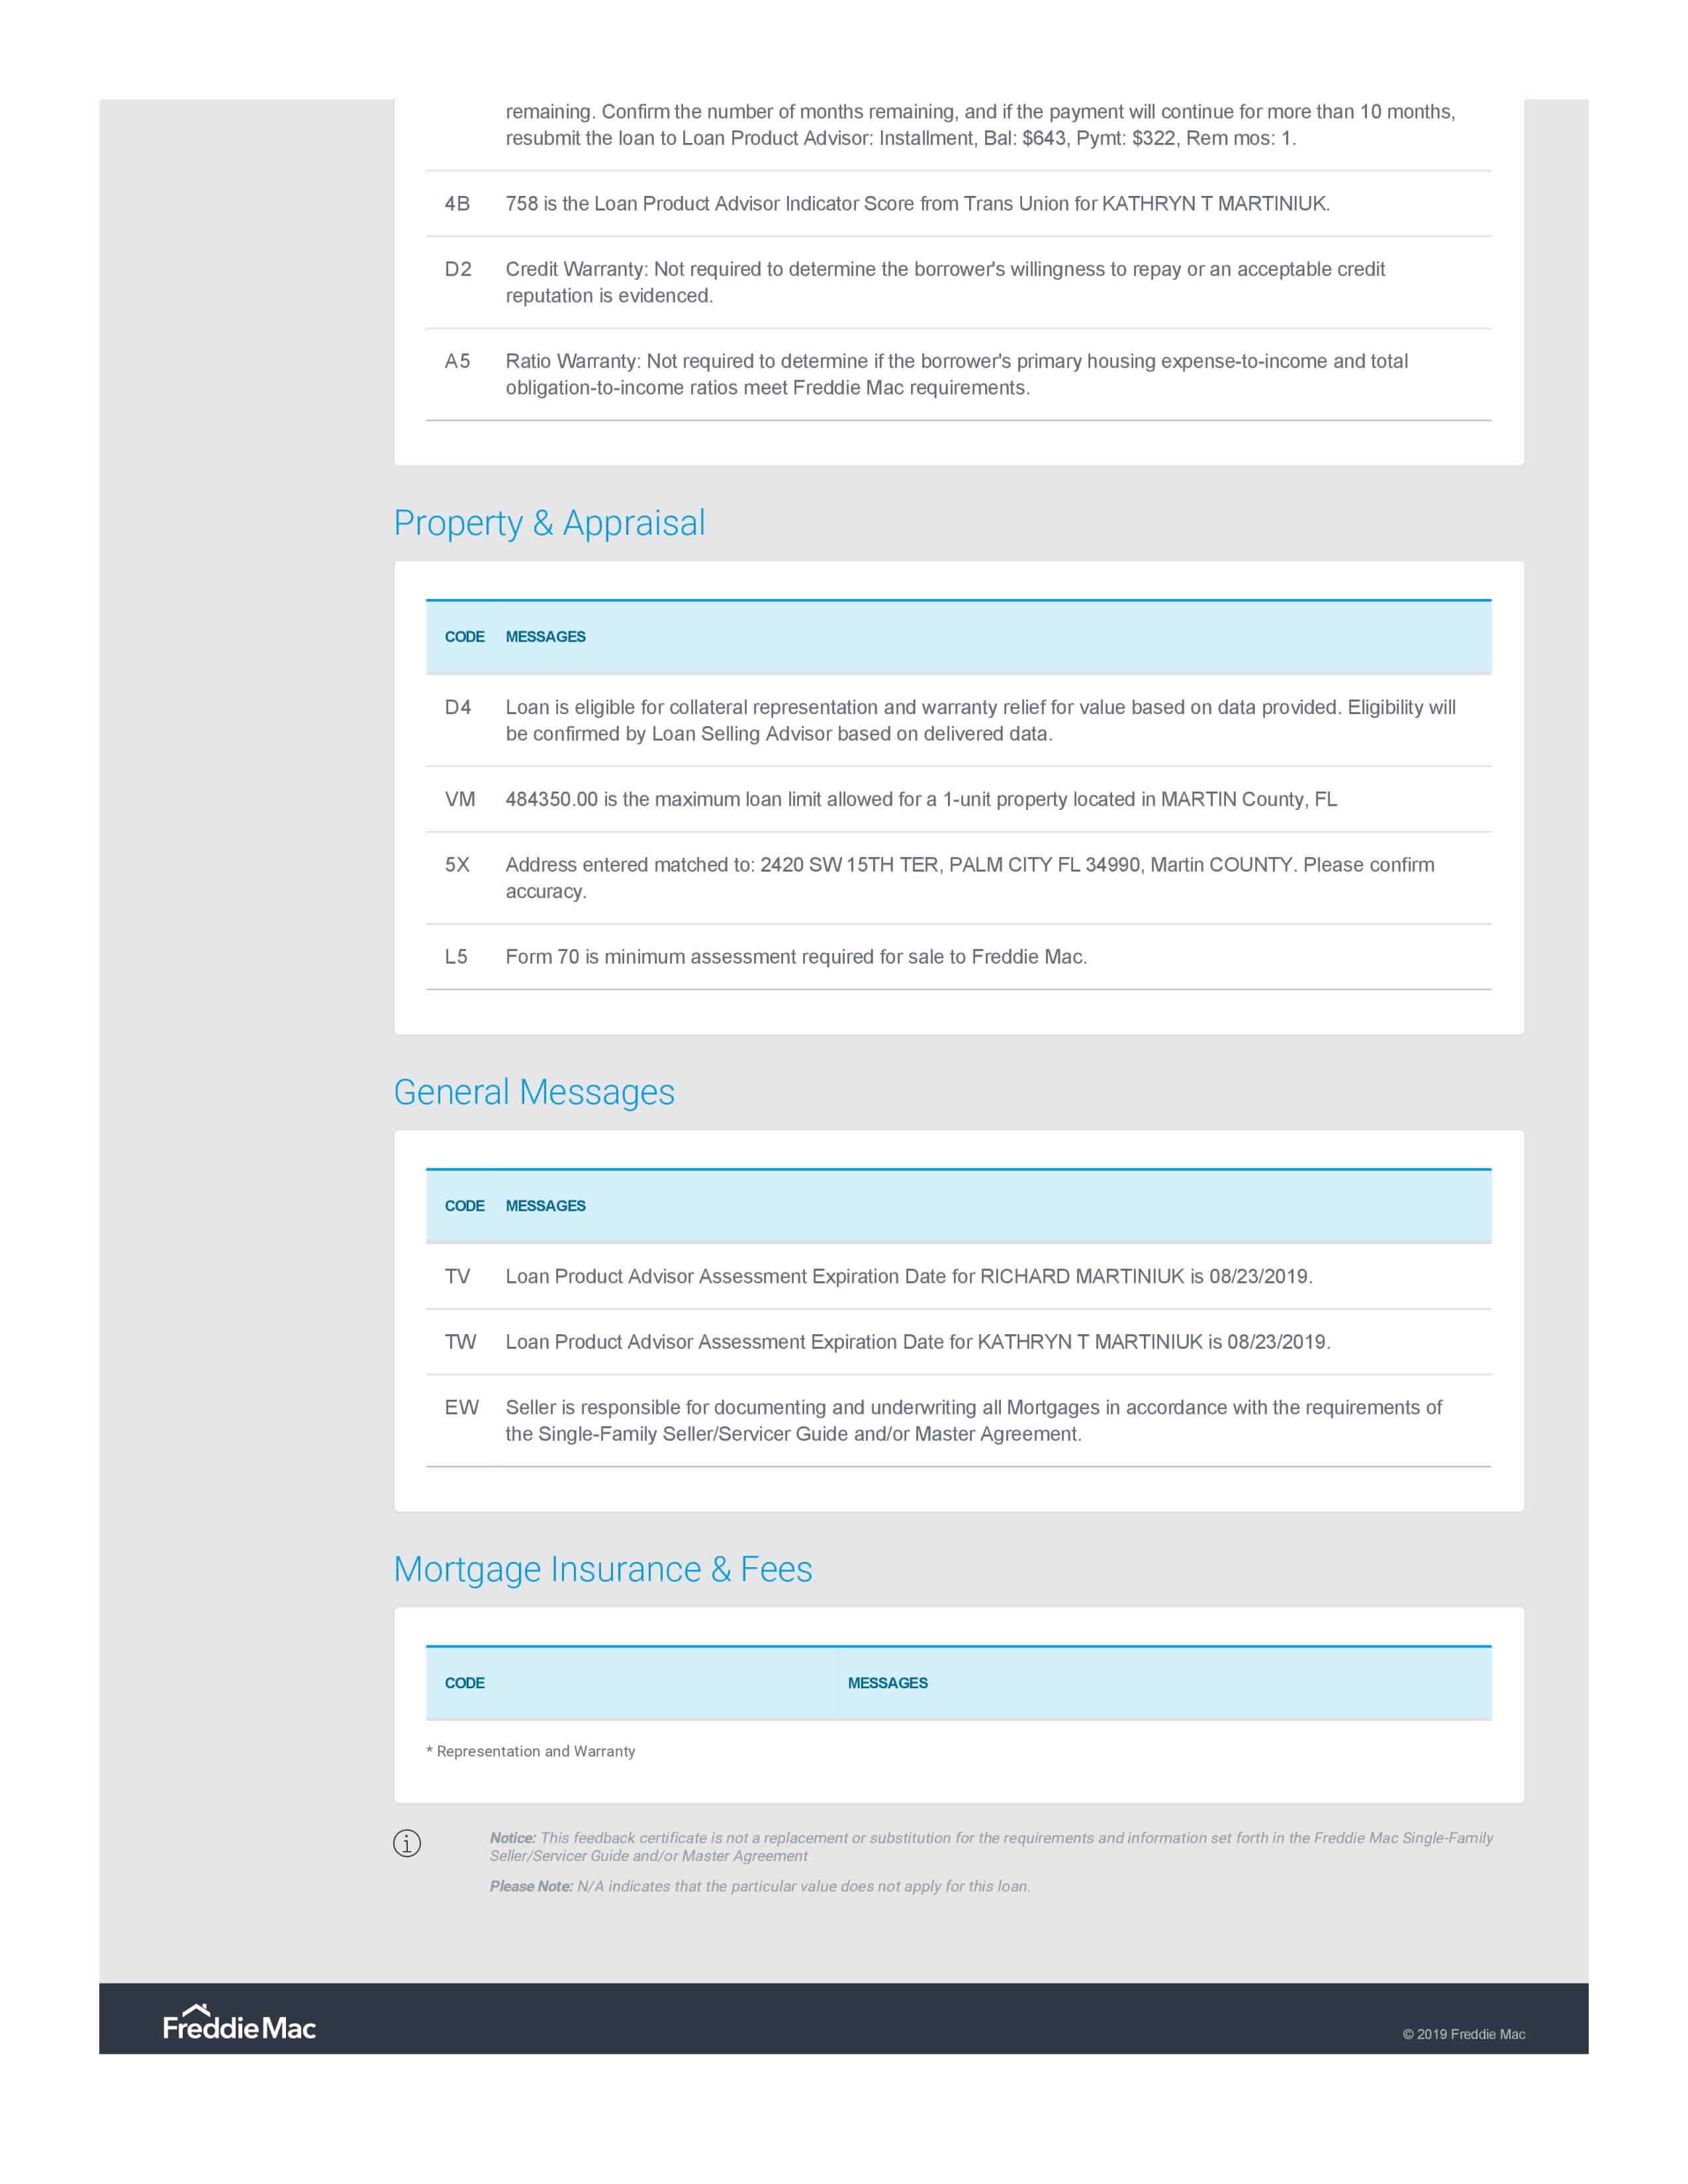 remaining. Confirm the number of months remaining, and if the payment will continue for more than 10 months,
resubmit the loan to Loan Product Advisor: Installment, Bal: $643, Pymt: $322, Rem mos: 1.
4B 758 is the Loan Product Advisor Indicator Score from Trans Union for KATHRYN T MARTINIUK.
D2 Credit Warranty: Not required to determine the borrower's willingness to repay or an acceptable credit
reputation is evidenced.
A5 Ratio Warranty: Not required to determine if the borrower's primary housing expense-to-income and total
obligation-to-income ratios meet Freddie Mac requirements.
Property & Appraisal
CODE MESSAGES
D4 Loan is eligible for collateral representation and warranty relief for value based on data provided. Eligibility will
be confirmed by Loan Selling Advisor based on delivered data.
VM 484350.00 is the maximum loan limit allowed for a 1-unit property located in MARTIN County, FL
5X Address entered matched to: 2420 SW 15TH TER, PALM CITY FL 34990, Martin COUNTY. Please confirm
accuracy.
L5 Form 70 is minimum assessment required for sale to Freddie Mac.
General Messages
CODE MESSAGES
TV Loan Product Advisor Assessment Expiration Date for RICHARD MARTINIUK is 08/23/2019.
TW Loan Product Advisor Assessment Expiration Date for KATHRYN T MARTINIUK is 08/23/2019.
EW Seller is responsible for documenting and underwriting all Mortgages in accordance with the requirements of
the Single-Family Seller/Servicer Guide and/or Master Agreement.
Mortgage Insurance & Fees
CODE MESSAGES
* Representation and Warranty
Notice: This feedback certificate is not a replacement or substitution for the requirements and information set forth in the Freddie Mac Single-Family
Seller/Servicer Guide and/or Master Agreement
Please Note: N/A indicates that the particular value does not apply for this loan.
Freddie Mac
© 2019 Freddie Mac